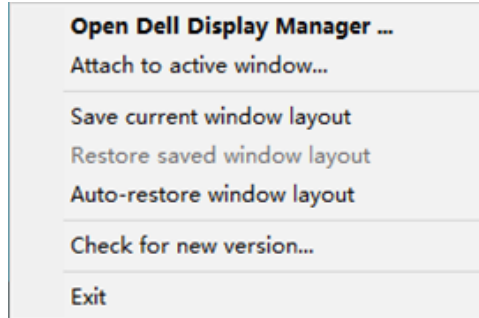 Open Dell Display Manager ...
Attach to active window...
Save current window layout
Restore saved window layout
Auto-restore window layout
Check for new version...
Exit